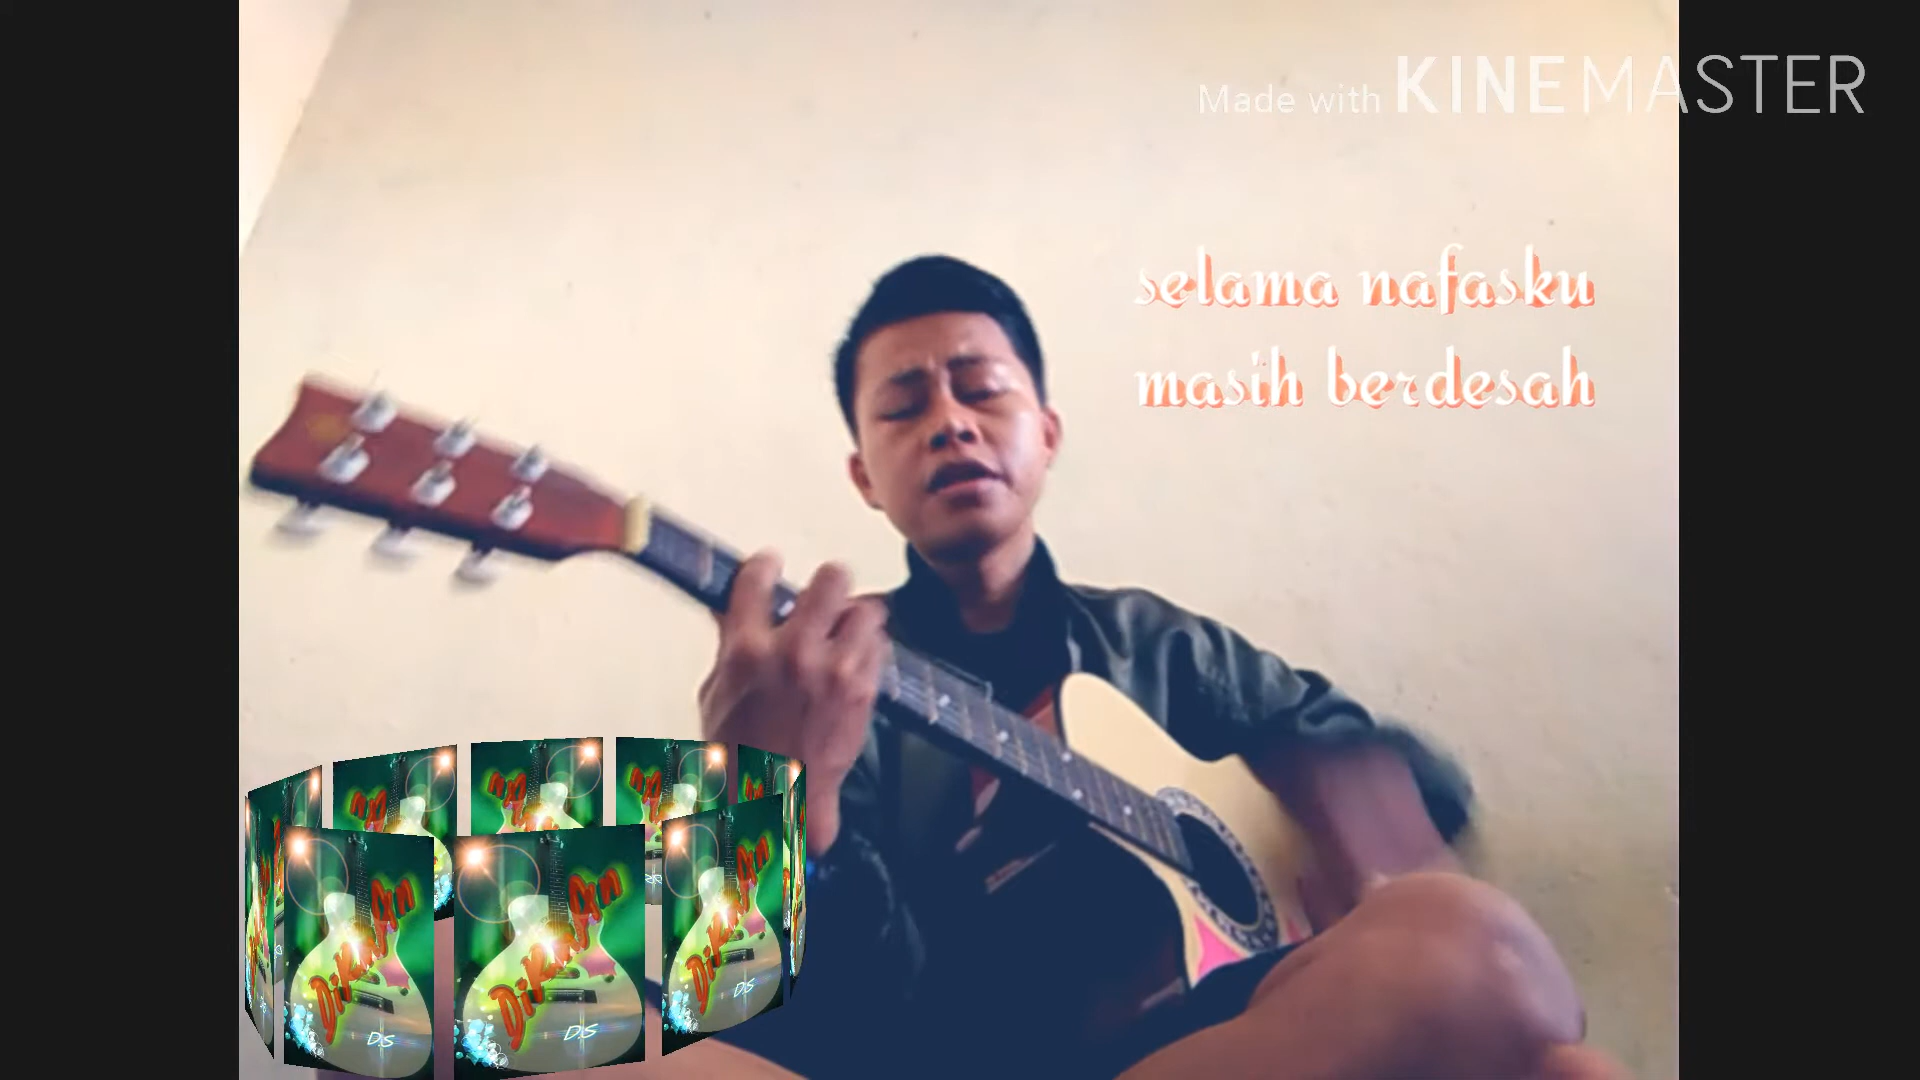 Made with KINEMASTER
selama nafasku
masih berdesah
D.S
D.S
D.S